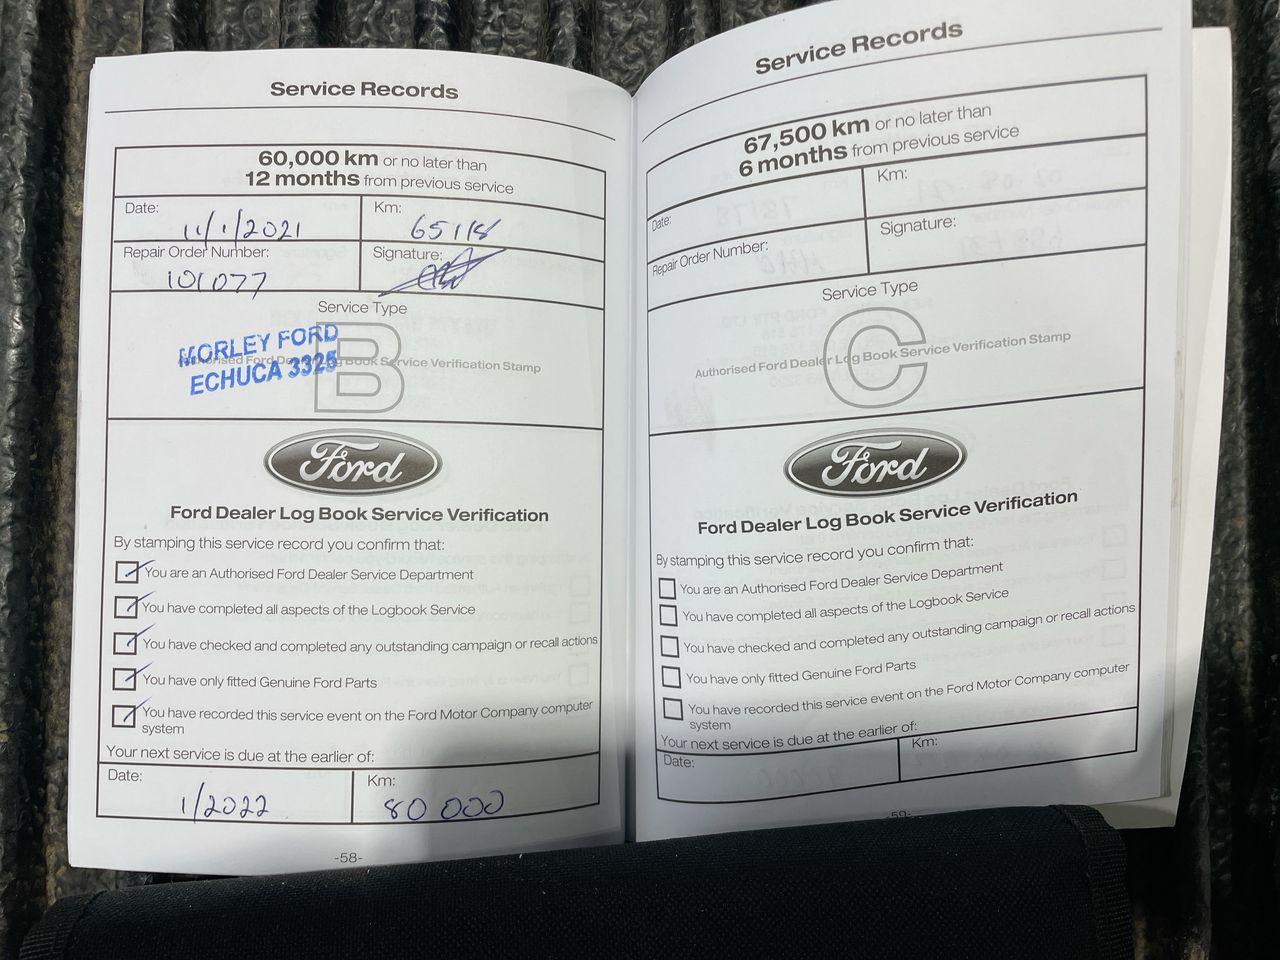 Service Records
60,000 km or no later than
12 months from previous service
Date:
11/1/2021
Km:
65118
Repair Order Number:
101077
Signature:
Service Type
B
MORLEY FORD
ECHUCA 3325
Authorised Ford Dealer Log Book Service Verification Stamp
Ford
Ford Dealer Log Book Service Verification
By stamping this service record you confirm that:
You are an Authorised Ford Dealer Service Department
You have completed all aspects of the Logbook Service
You have checked and completed any outstanding campaign or recall actions
You have only fitted Genuine Ford Parts
You have recorded this service event on the Ford Motor Company computer
system
Your next service is due at the earlier of:
Date:
1/2022
Km:
80 000
-58-
Service Records
67,500 km or no later than
6 months from previous service
Date:
Km:
Repair Order Number:
Signature:
Service Type
C
Authorised Ford Dealer Log Book Service Verification Stamp
Ford
Ford Dealer Log Book Service Verification
By stamping this service record you confirm that:
You are an Authorised Ford Dealer Service Department
You have completed all aspects of the Logbook Service
You have checked and completed any outstanding campaign or recall actions
You have only fitted Genuine Ford Parts
You have recorded this service event on the Ford Motor Company computer
system
Your next service is due at the earlier of:
Date:
Km:
-59-